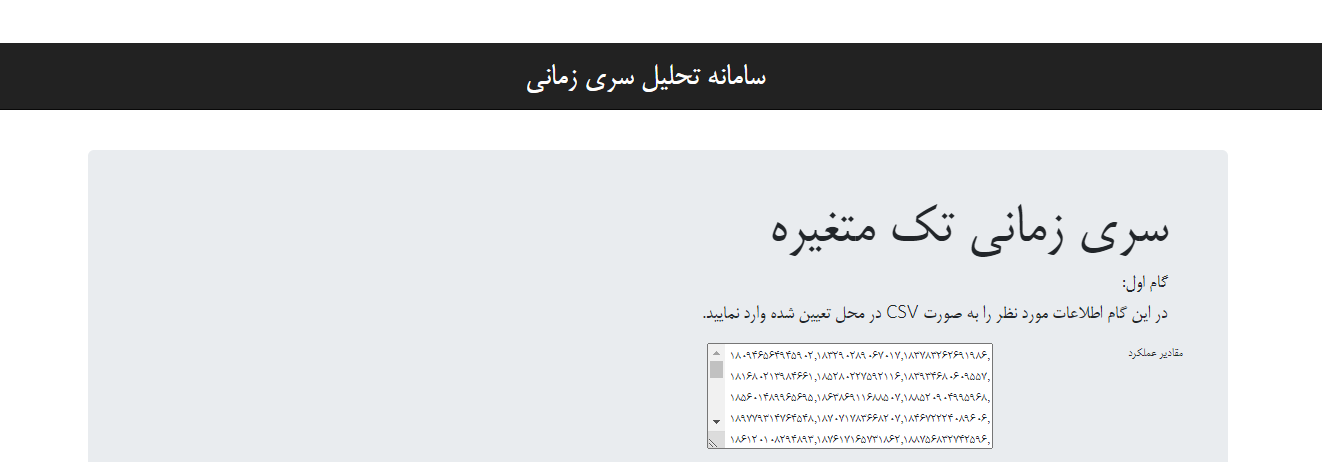 سامانه تحلیل سری زمانی
سری زمانی تک متغیره
گام اول:
در این گام اطلاعات مورد نظر را به صورت CSV در محل تعیین شده وارد نمایید.
مقادیر عملکرد
۱۸۰۹۴۶۵۶۴۹۴۵۹۰۲,۱۸۳۲۹۰۲۸۹۰۶۷۰۱۷,۱۸۳۷۸۳۲۶۲۶۹۱۹۸۶,
۱۸۱۶۸۰۲۱۳۹۸۴۶۶۱,۱۸۵۲۸۰۲۲۷۵۹۲۱۱۶,۱۸۳۹۳۴۶۸۰۶۰۹۵۵۷,
۱۸۵۶۰۱۴۸۹۹۶۵۶۹۵,۱۸۶۳۸۶۹۱۱۶۸۸۵۰۷,۱۸۸۵۲۰۹۰۴۹۹۵۹۶۸,
۱۸۹۷۷۹۳۱۴۷۶۴۵۴۸,۱۸۷۰۷۱۷۸۳۶۶۸۲۰۷,۱۸۴۶۷۲۲۲۴۰۸۹۶۰۶,
۱۸۶۱۲۰۱۰۸۲۹۴۸۹۳,۱۸۷۶۱۷۱۶۵۷۳۱۸۶۲,۱۸۸۷۵۶۸۳۲۷۴۲۵۹۶,